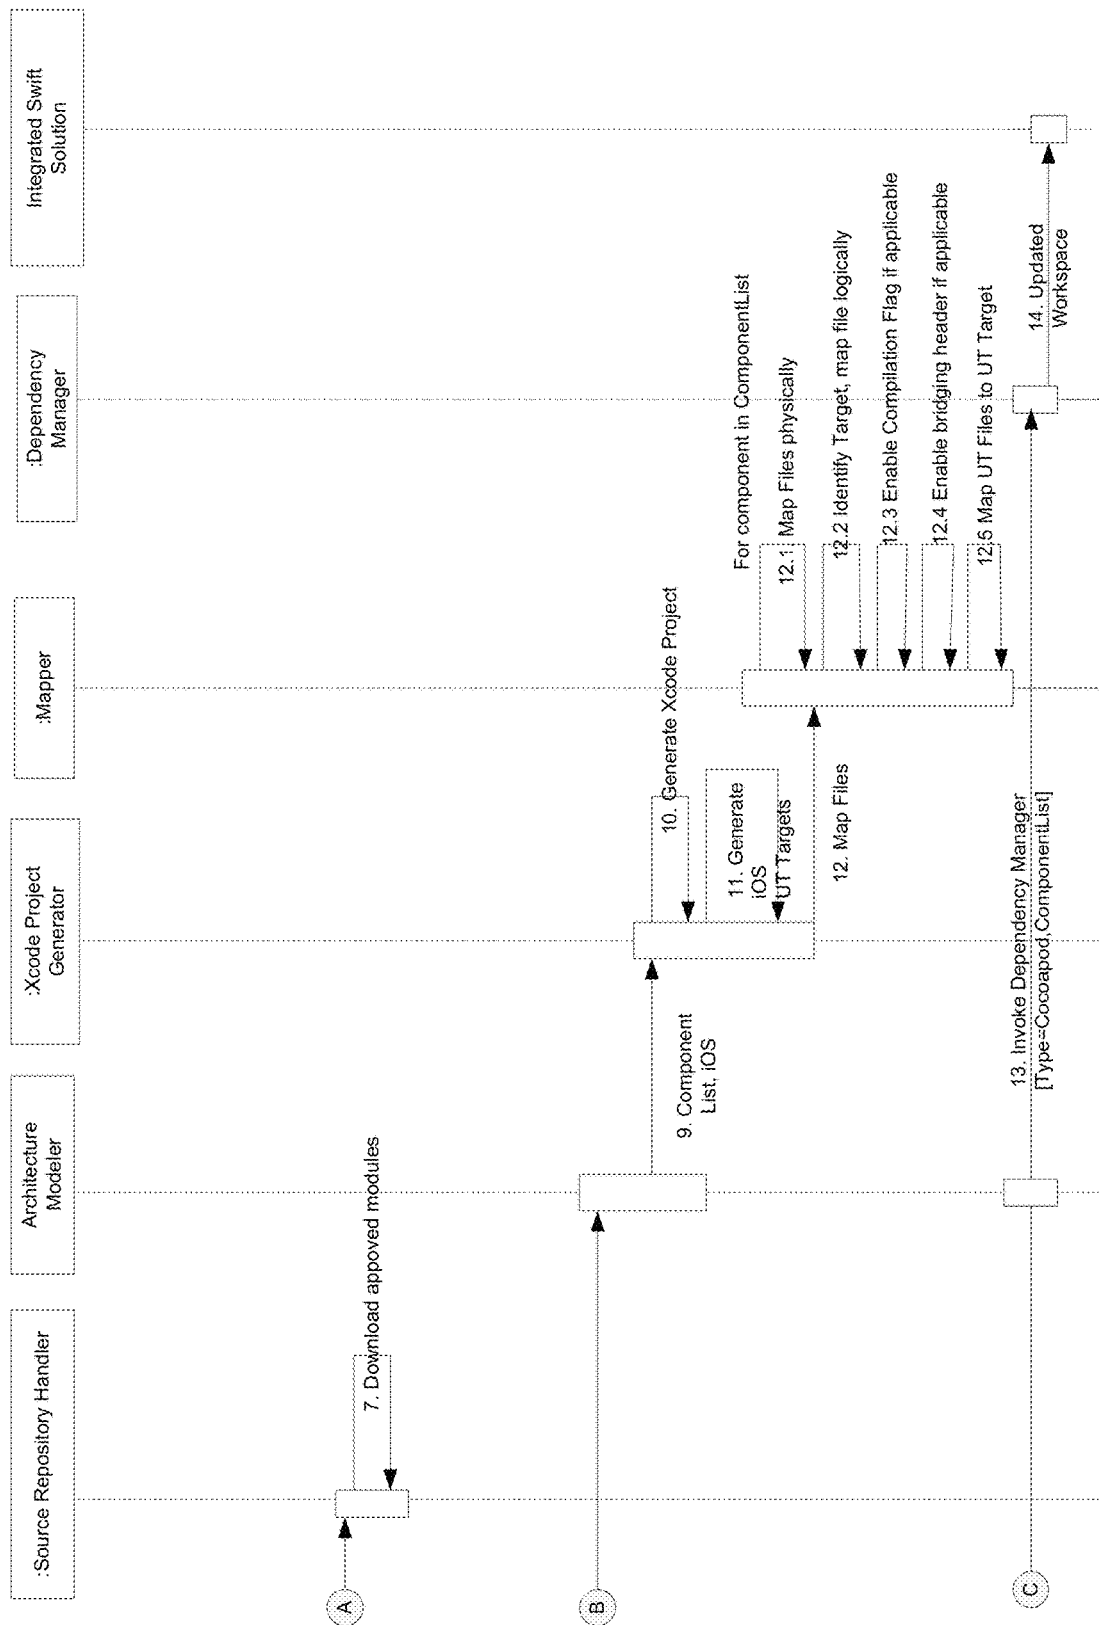 :Source Repository Handler
Architecture
Modeler
:Xcode Project
Generator
:Mapper
:Dependency
Manager
Integrated Swift
Solution
A
7. Download appoved modules
B
9. Component
List, iOS
10. Generate Xcode Project
11. Generate
iOS
UT Targets
12. Map Files
For component in ComponentList
12.1 Map Files physically
12.2 Identify Target, map file logically
12.3 Enable Compilation Flag if applicable
12.4 Enable bridging header if applicable
12.5 Map UT Files to UT Target
C
13. Invoke Dependency Manager
[Type=Cocoapod,ComponentList]
14. Updated
Workspace